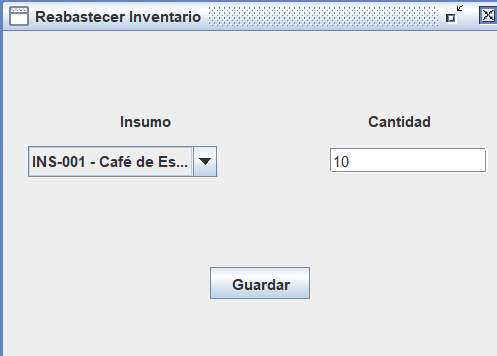 Reabastecer Inventario
Insumo
Cantidad
INS-001 - Café de Es...
10
Guardar